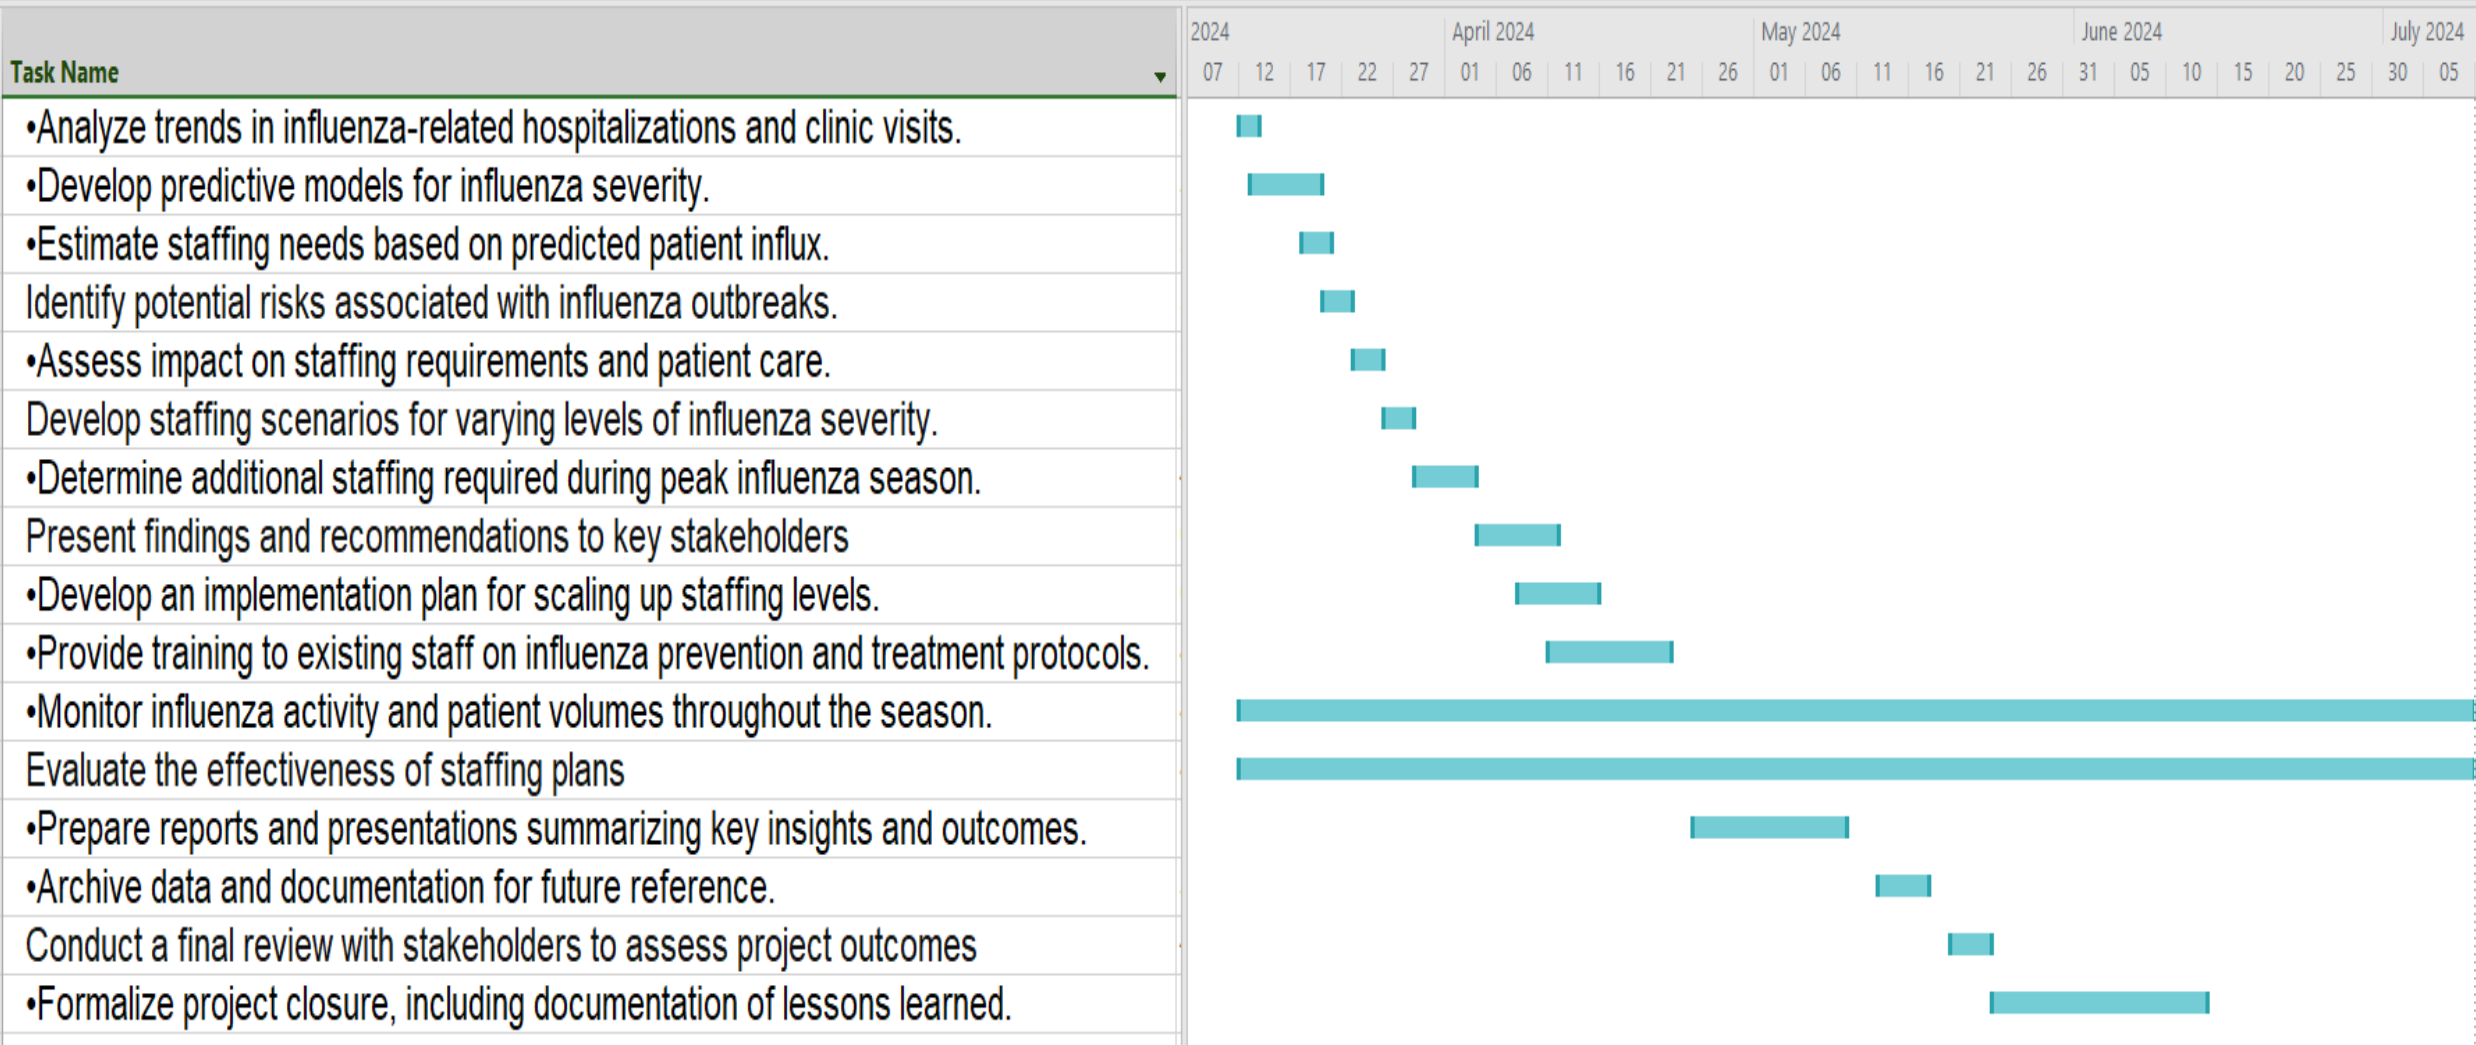 2024 April 2024 May 2024 June 2024 July 2024
Task Name 07 12 17 22 27 01 06 11 16 21 26 01 06 11 16 21 26 31 05 10 15 20 25 30 05
•Analyze trends in influenza-related hospitalizations and clinic visits.
•Develop predictive models for influenza severity.
•Estimate staffing needs based on predicted patient influx.
Identify potential risks associated with influenza outbreaks.
•Assess impact on staffing requirements and patient care.
Develop staffing scenarios for varying levels of influenza severity.
•Determine additional staffing required during peak influenza season.
Present findings and recommendations to key stakeholders
•Develop an implementation plan for scaling up staffing levels.
•Provide training to existing staff on influenza prevention and treatment protocols.
•Monitor influenza activity and patient volumes throughout the season.
Evaluate the effectiveness of staffing plans
•Prepare reports and presentations summarizing key insights and outcomes.
•Archive data and documentation for future reference.
Conduct a final review with stakeholders to assess project outcomes
•Formalize project closure, including documentation of lessons learned.